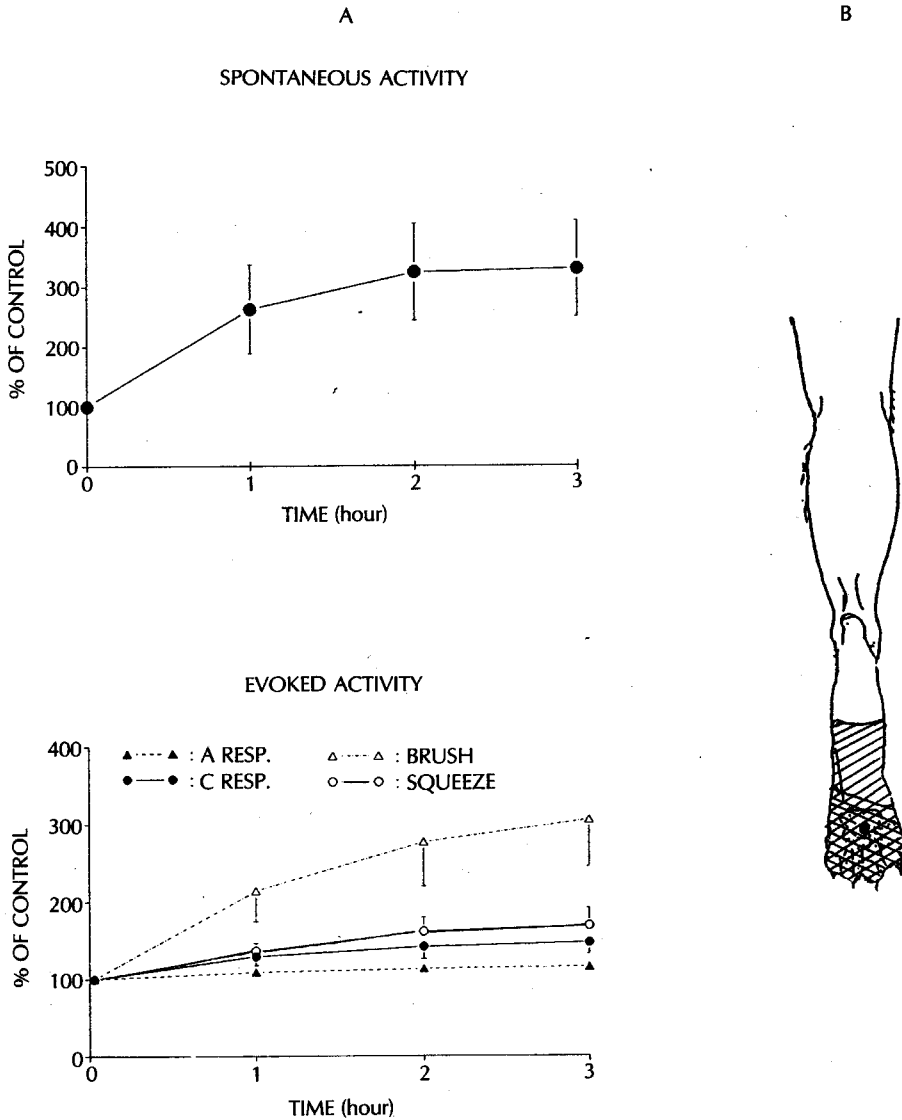 A
B
SPONTANEOUS ACTIVITY
500
400
300
200
100
0
% OF CONTROL
0 1 2 3
TIME (hour)
EVOKED ACTIVITY
▲----▲ : A RESP. △-·-·△ : BRUSH
●—● : C RESP. ○—○ : SQUEEZE
400
300
200
100
0
% OF CONTROL
0 1 2 3
TIME (hour)